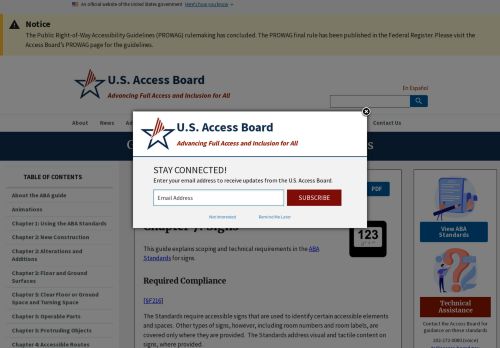 An official website of the United States government Here's how you know
Notice
The Public Right-of-Way Accessibility Guidelines (PROWAG) rulemaking has concluded. The PROWAG final rule has been published in the Federal Register. Please visit the
Access Board's PROWAG page for the guidelines.
U.S. Access Board
Advancing Full Access and Inclusion for All
En Español
About
News
Contact Us
U.S. Access Board
Advancing Full Access and Inclusion for All
STAY CONNECTED!
Enter your email address to receive updates from the U.S. Access Board.
Email Address
SUBSCRIBE
Not Interested
Remind Me Later
TABLE OF CONTENTS
About the ABA guide
Animations
Chapter 1: Using the ABA Standards
Chapter 2: New Construction
Chapter 2: Alterations and
Additions
Chapter 3: Floor and Ground
Surfaces
Chapter 3: Clear Floor or Ground
Space and Turning Space
Chapter 3: Operable Parts
Chapter 3: Protruding Objects
Chapter 4: Accessible Routes
PDF
Chapter 7: Signs
123
This guide explains scoping and technical requirements in the ABA
Standards for signs.
Required Compliance
[§F216]
The Standards require accessible signs that are used to identify certain accessible
elements and spaces. Other types of signs, however, including room names and room labels, are
covered only where they are provided. The Standards address visual and tactile content on
signs, where provided.
View ABA
Standards
Technical
Assistance
Contact the Access Board for
guidance on these standards
202-272-0080 (voice)